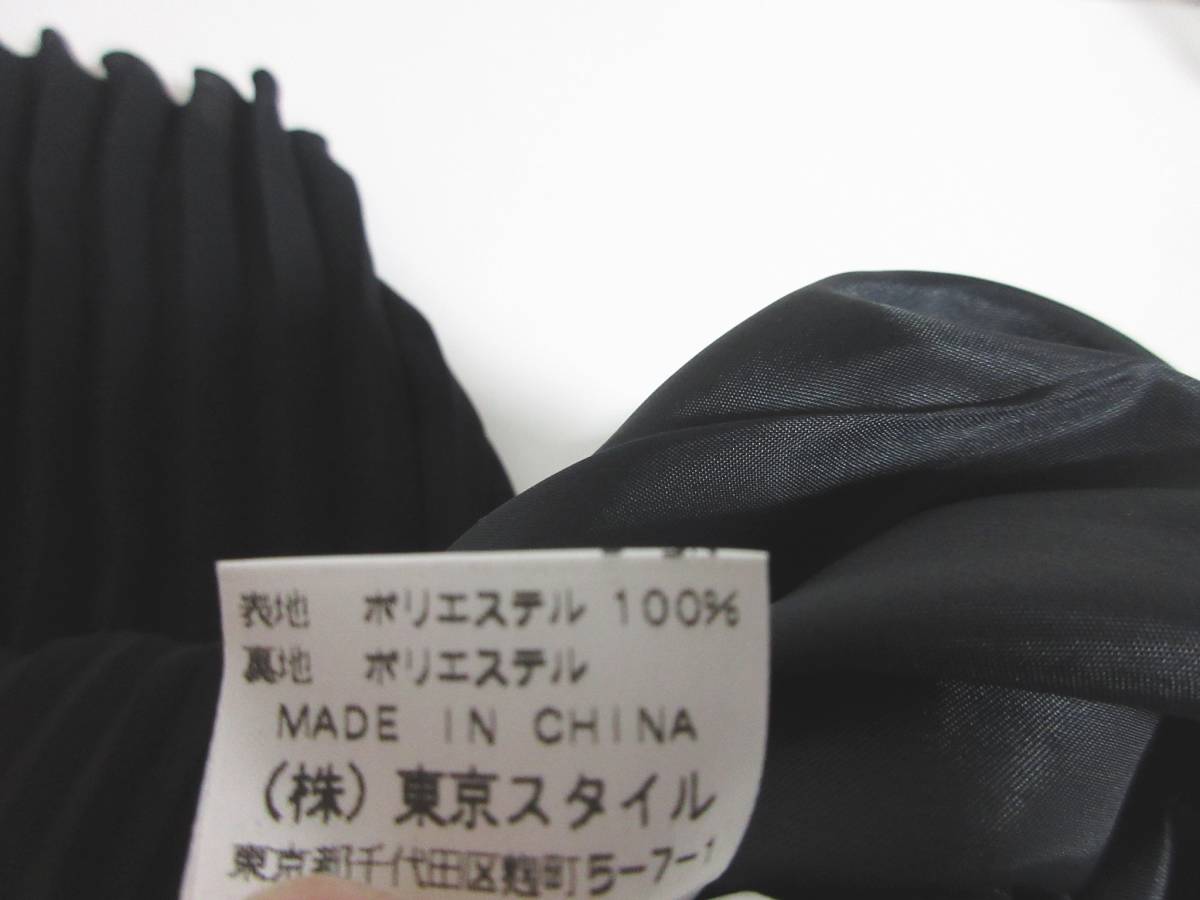 表地 ポリエステル 100%
裏地 ポリエステル
MADE IN CHINA
(株) 東京スタイル
東京都千代田区麹町5-7-1